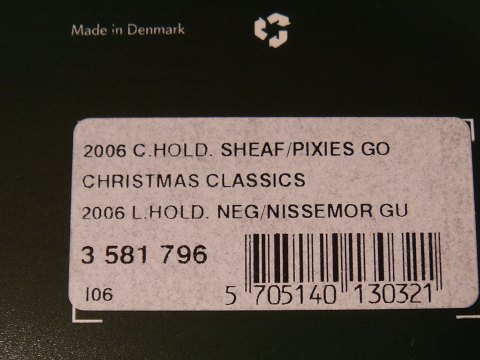 Made in Denmark
2006 C.HOLD. SHEAF/PIXIES GO
CHRISTMAS CLASSICS
2006 L.HOLD. NEG/NISSEMOR GU
3 581 796
I06
5 705140 130321